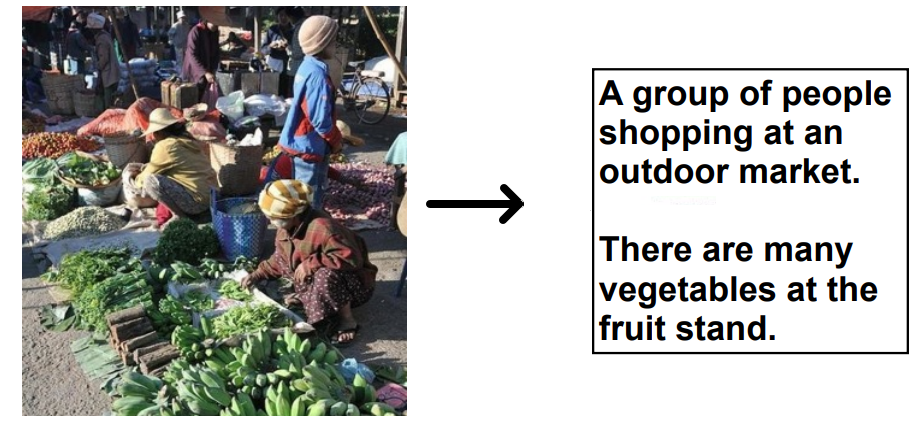 A group of people
shopping at an
outdoor market.
There are many
vegetables at the
fruit stand.